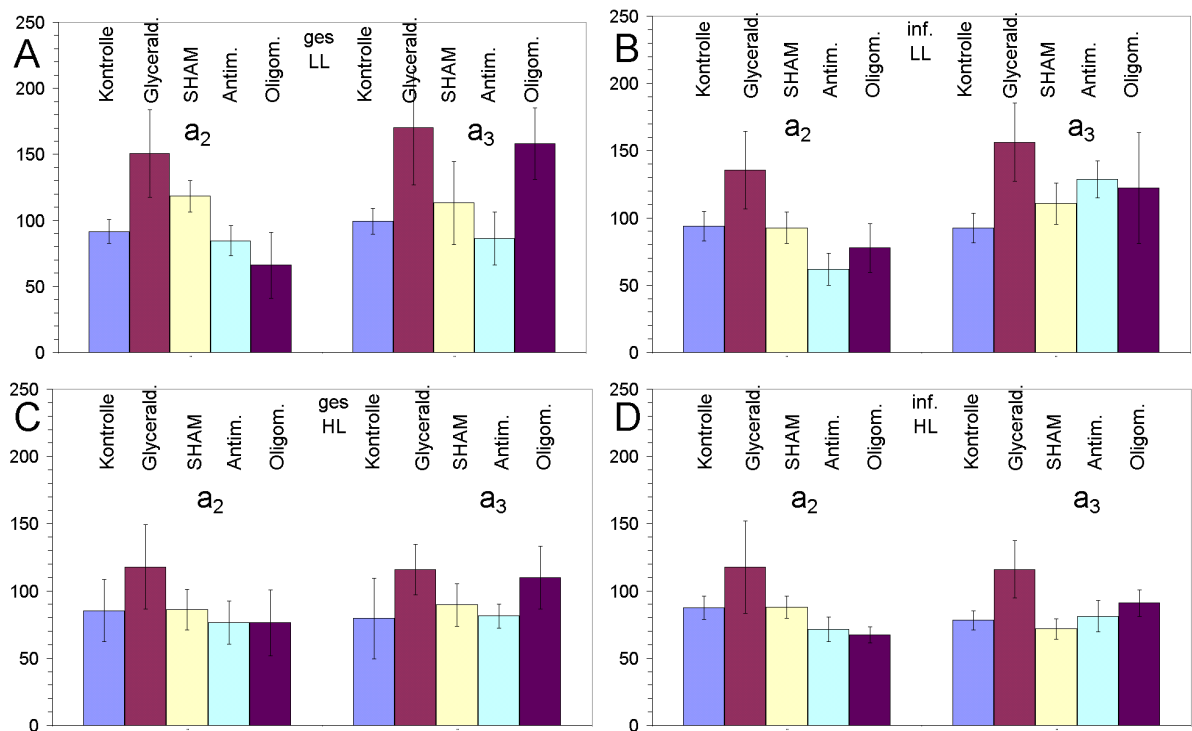 A
250
200
150
100
50
0
Kontrolle
Glycerald.
SHAM
Antim.
Oligom.
a2
ges
LL
Kontrolle
Glycerald.
SHAM
Antim.
Oligom.
a3
B
250
200
150
100
50
0
Kontrolle
Glycerald.
SHAM
Antim.
Oligom.
a2
inf.
LL
Kontrolle
Glycerald.
SHAM
Antim.
Oligom.
a3
C
250
200
150
100
50
0
Kontrolle
Glycerald.
SHAM
Antim.
Oligom.
a2
ges
HL
Kontrolle
Glycerald.
SHAM
Antim.
Oligom.
a3
D
250
200
150
100
50
0
Kontrolle
Glycerald.
SHAM
Antim.
Oligom.
a2
inf.
HL
Kontrolle
Glycerald.
SHAM
Antim.
Oligom.
a3